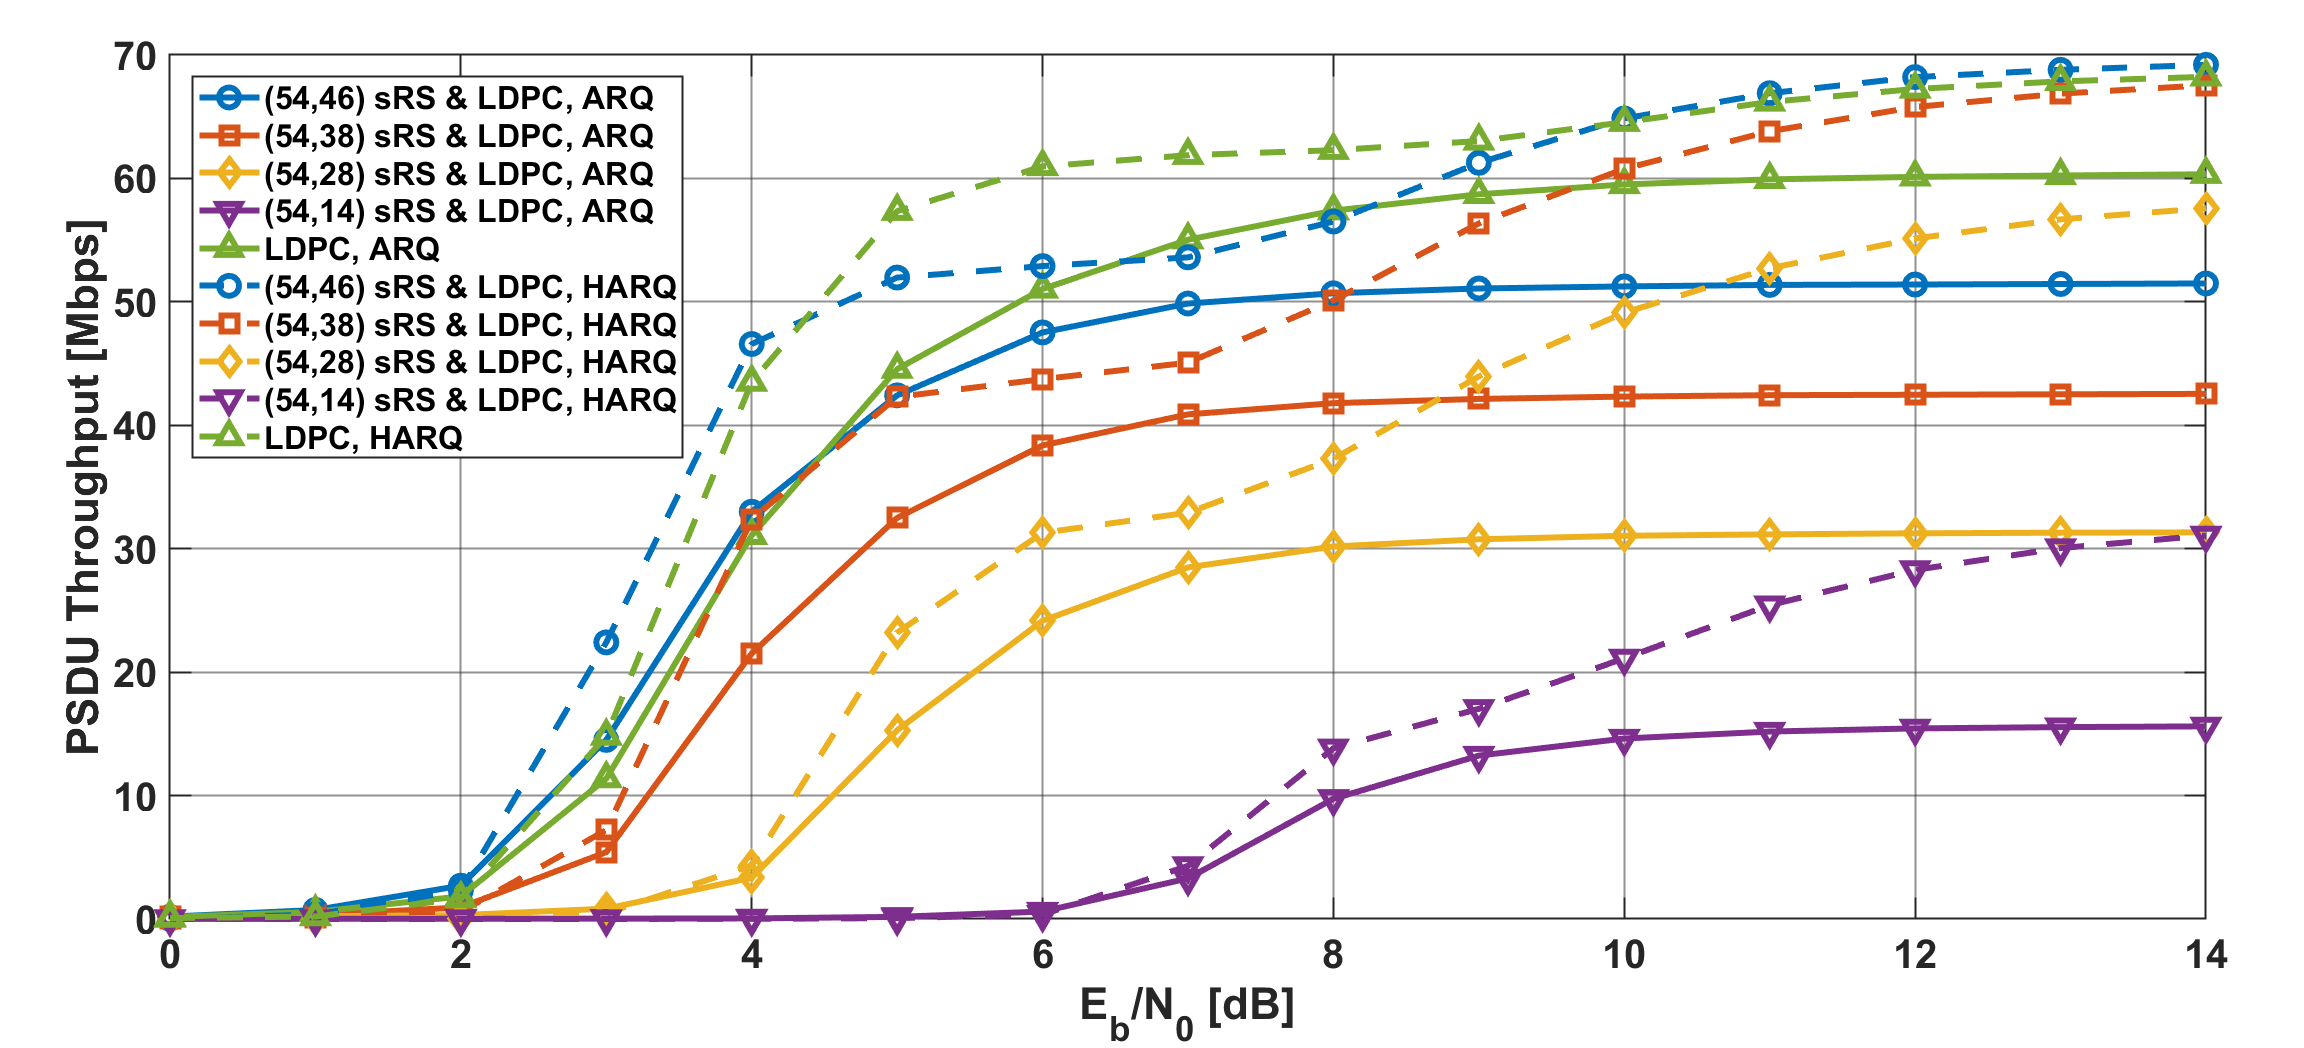 70
60
50
40
30
20
10
0
PSDU Throughput [Mbps]
(54,46) sRS & LDPC, ARQ
(54,38) sRS & LDPC, ARQ
(54,28) sRS & LDPC, ARQ
(54,14) sRS & LDPC, ARQ
LDPC, ARQ
(54,46) sRS & LDPC, HARQ
(54,38) sRS & LDPC, HARQ
(54,28) sRS & LDPC, HARQ
(54,14) sRS & LDPC, HARQ
LDPC, HARQ
0 2 4 6 8 10 12 14
E_b/N_0 [dB]